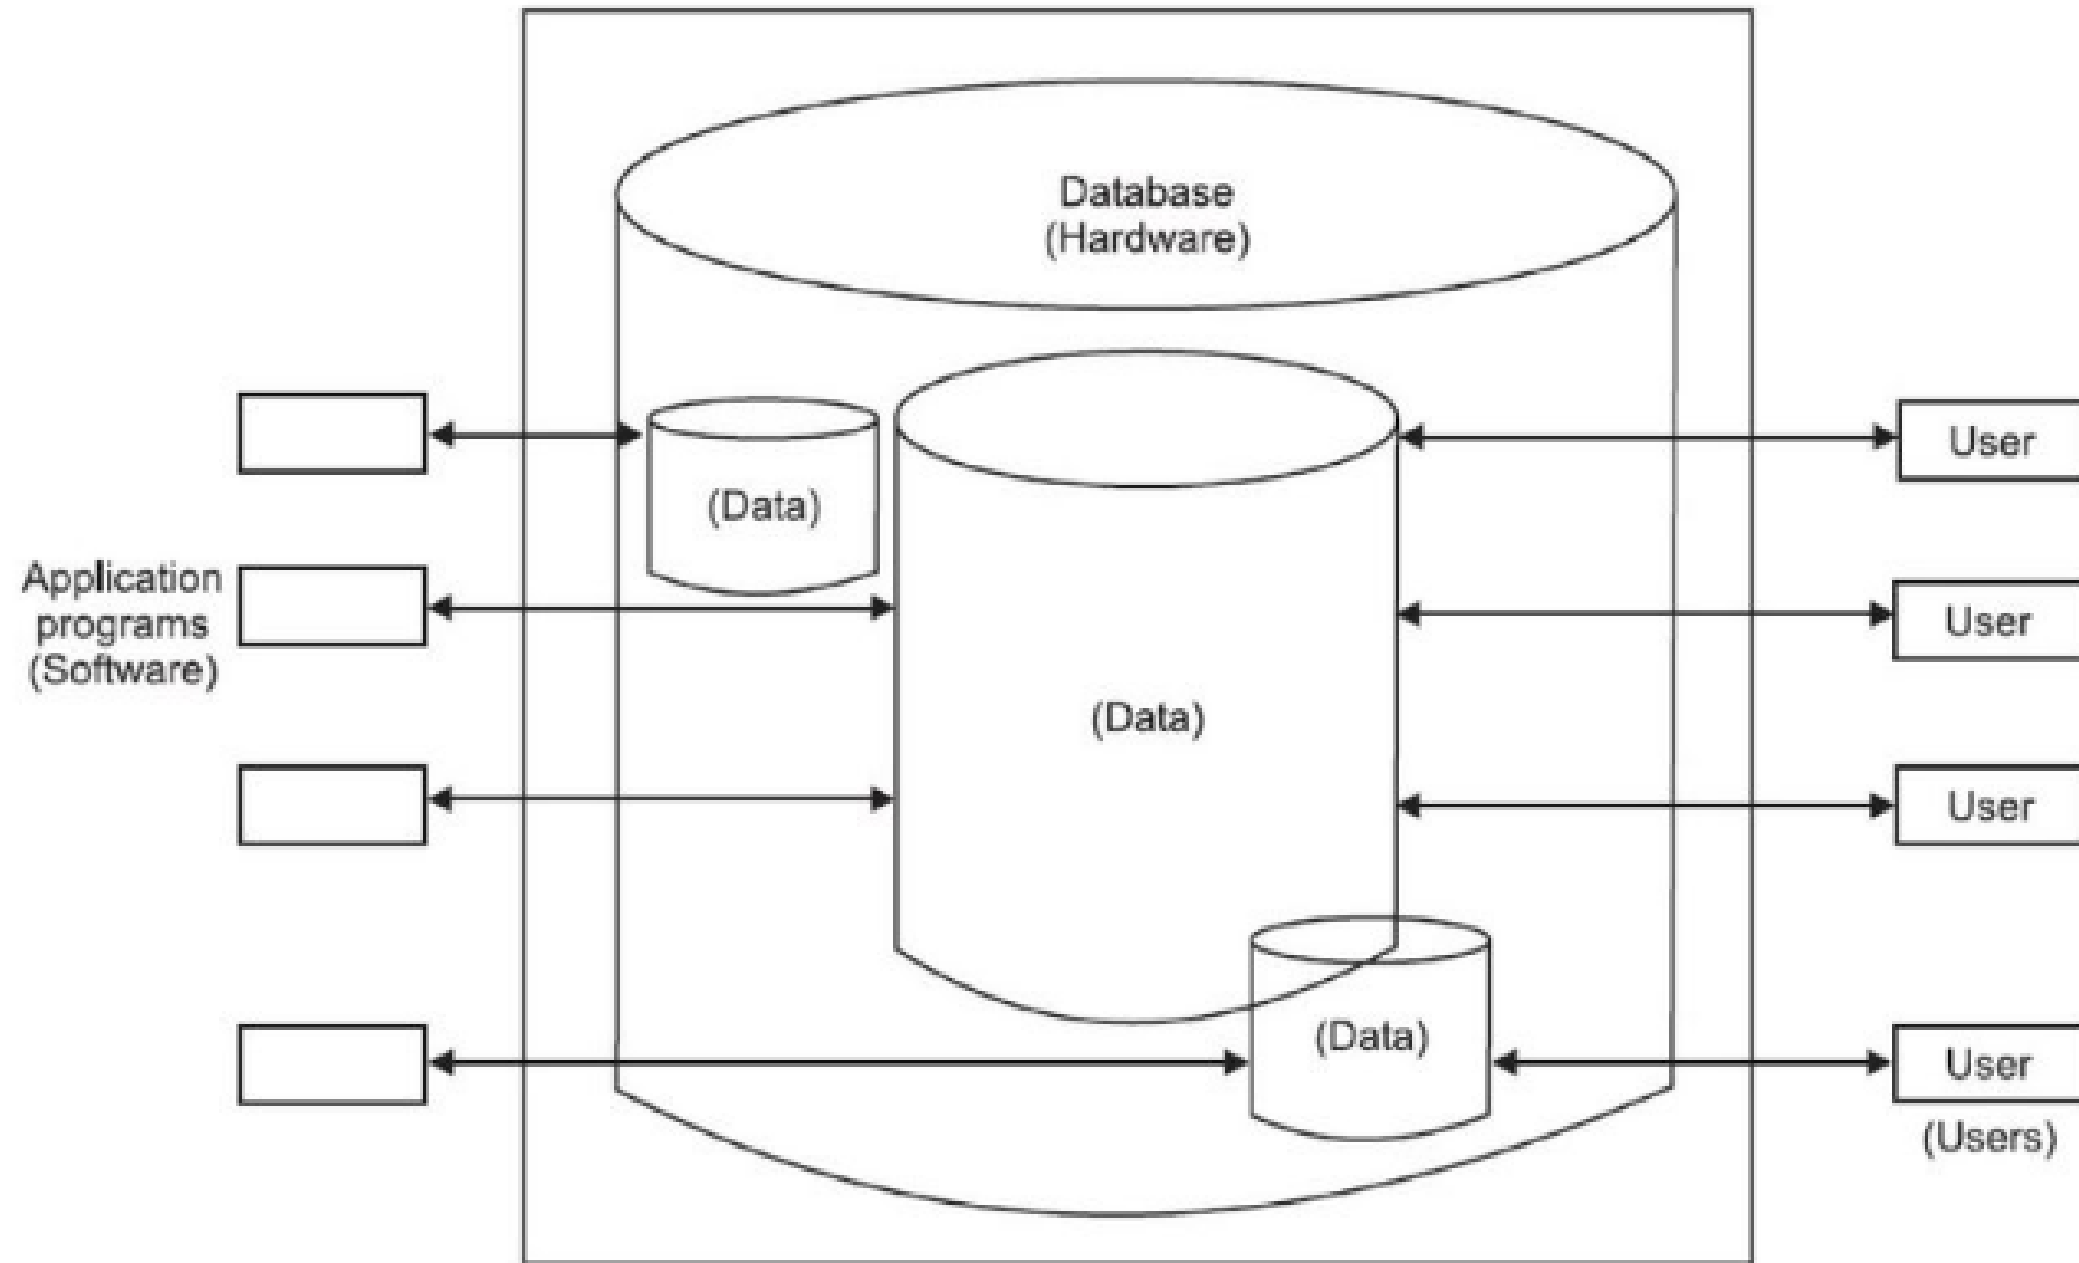 Database
(Hardware)
(Data)
User
Application
programs
(Software)
User
(Data)
User
(Data)
User
(Users)